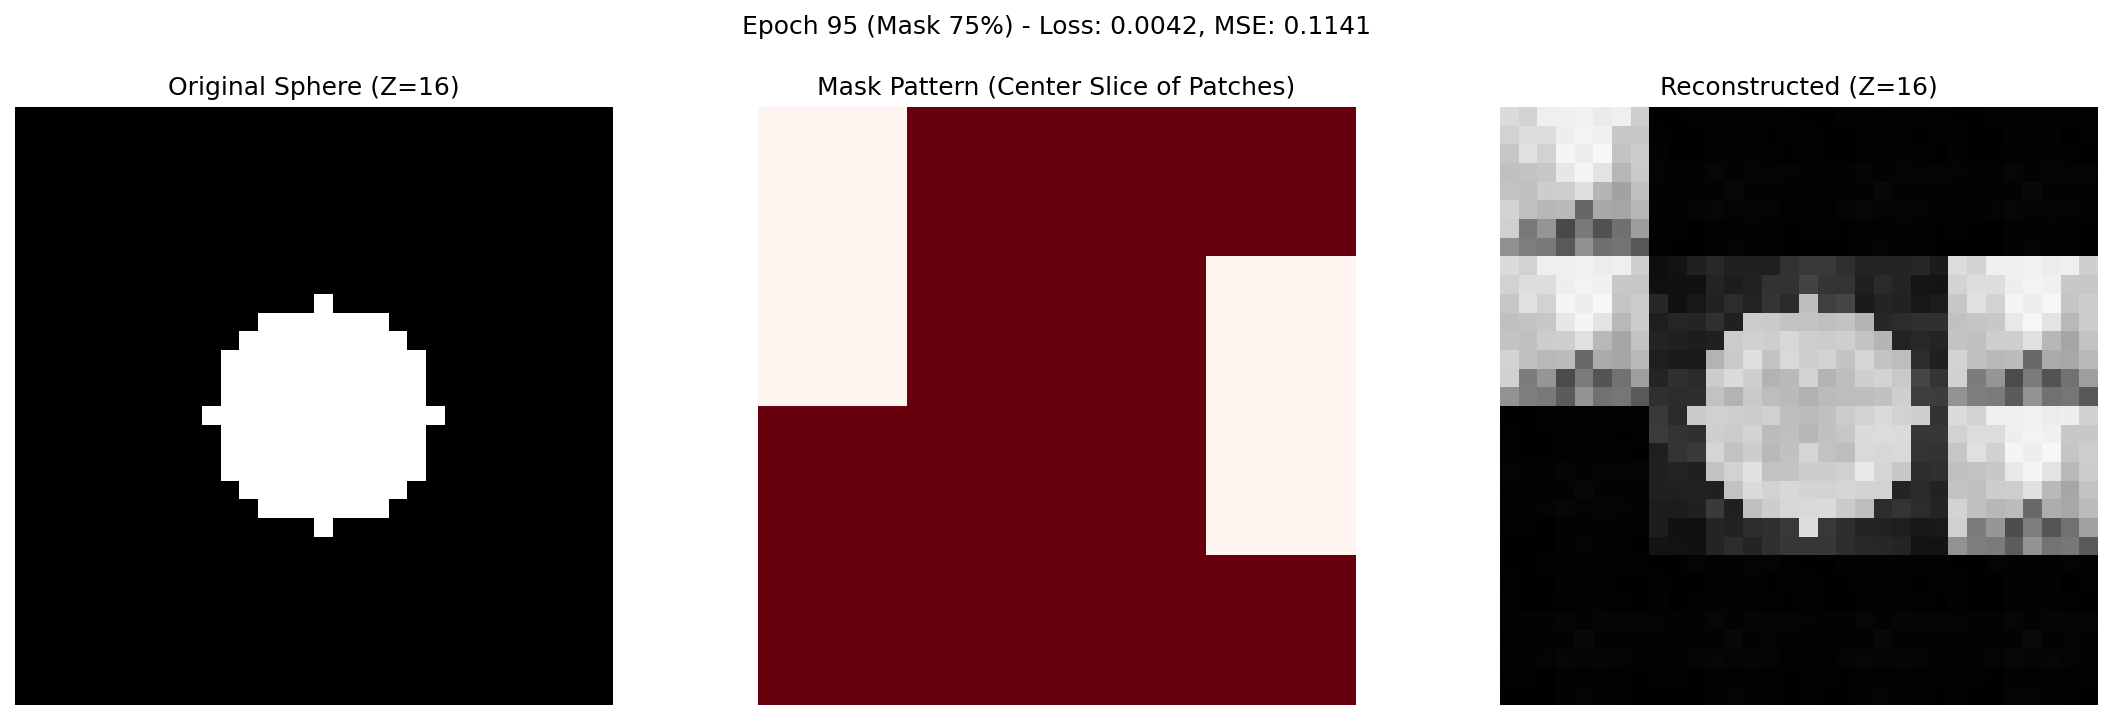 Epoch 95 (Mask 75%) - Loss: 0.0042, MSE: 0.1141
Original Sphere (Z=16)
Mask Pattern (Center Slice of Patches)
Reconstructed (Z=16)